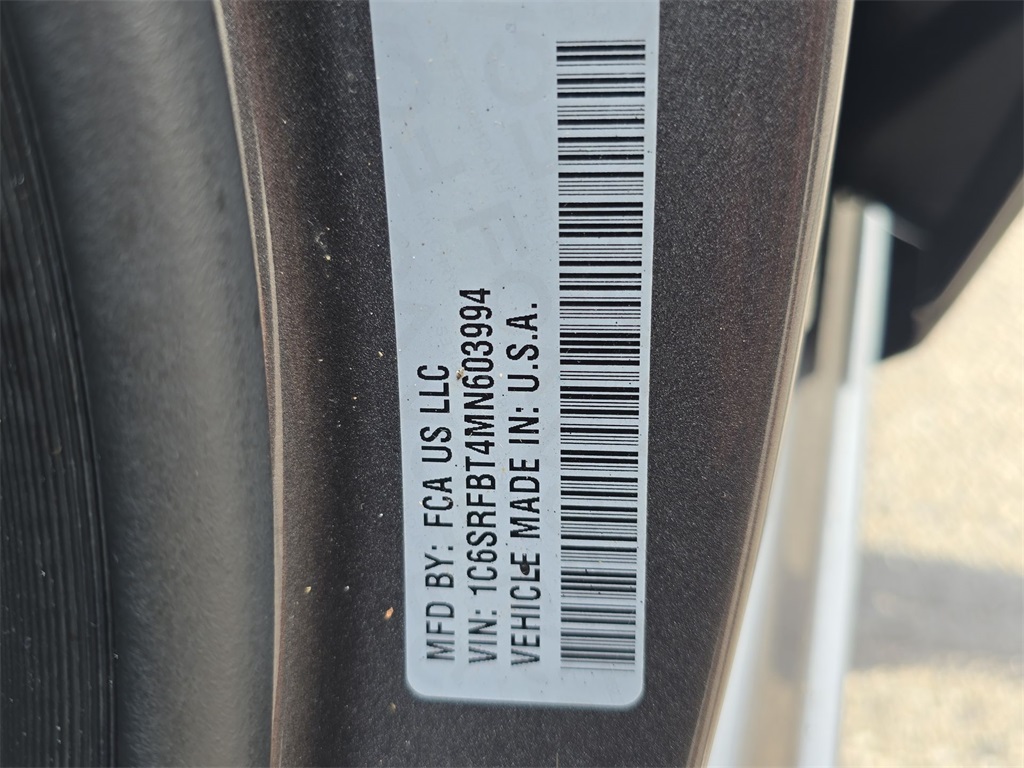 MFD BY: FCA US LLC
VIN: 1C6SRFBT4MN603994
VEHICLE MADE IN: U.S.A.